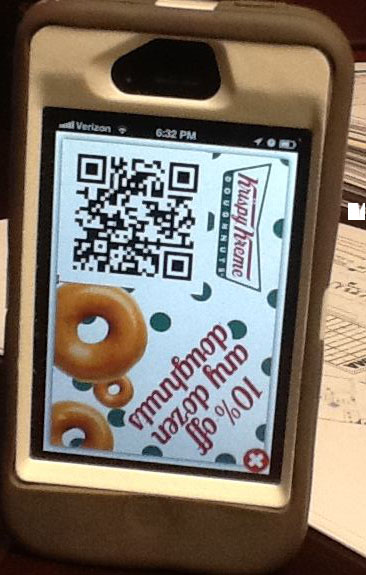 Verizon 6:32 PM
Krispy Kreme
DOUGHNUTS
10% off
any dozen
doughnuts